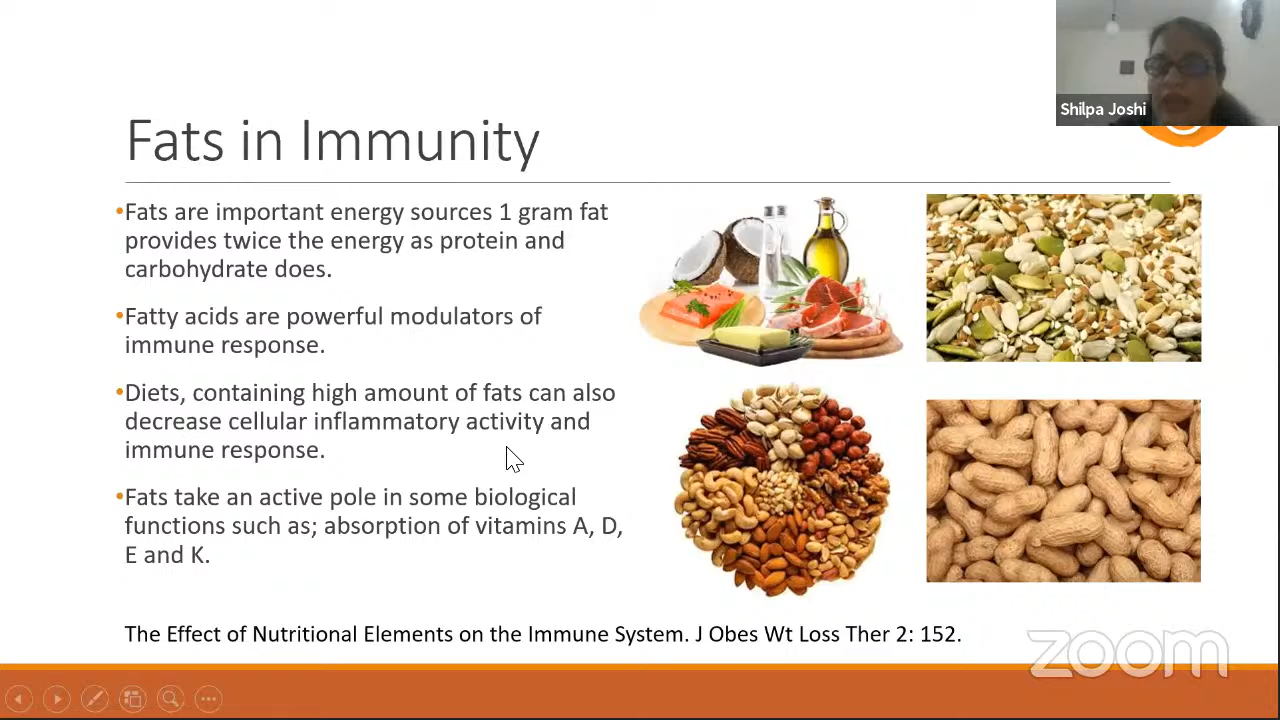 Shilpa Joshi
Fats in Immunity
•Fats are important energy sources 1 gram fat
provides twice the energy as protein and
carbohydrate does.
•Fatty acids are powerful modulators of
immune response.
•Diets, containing high amount of fats can also
decrease cellular inflammatory activity and
immune response.
•Fats take an active pole in some biological
functions such as; absorption of vitamins A, D,
E and K.
The Effect of Nutritional Elements on the Immune System. J Obes Wt Loss Ther 2: 152.
zoom